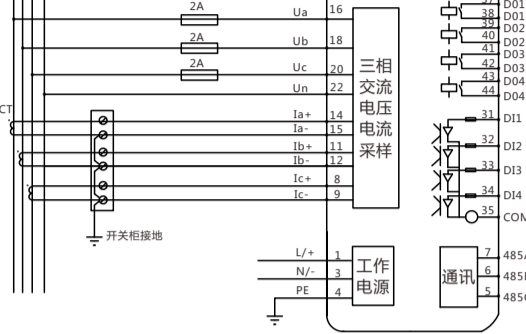 2A
Ua 16
2A
Ub 18
2A
Uc 20
Un 22
CT
Ia+ 14
Ia- 15
Ib+ 11
Ib- 12
Ic+ 8
Ic- 9
三相
交流
电压
电流
采样
开关柜接地
L/+ 1
N/- 3
PE 4
工作
电源
D01
38 D01
39 D02
40 D02
41 D03
42 D03
43 D04
44 D04
31 DI1
32 DI2
33 DI3
34 DI4
35 COM
通讯
7 485
6 485
5 485